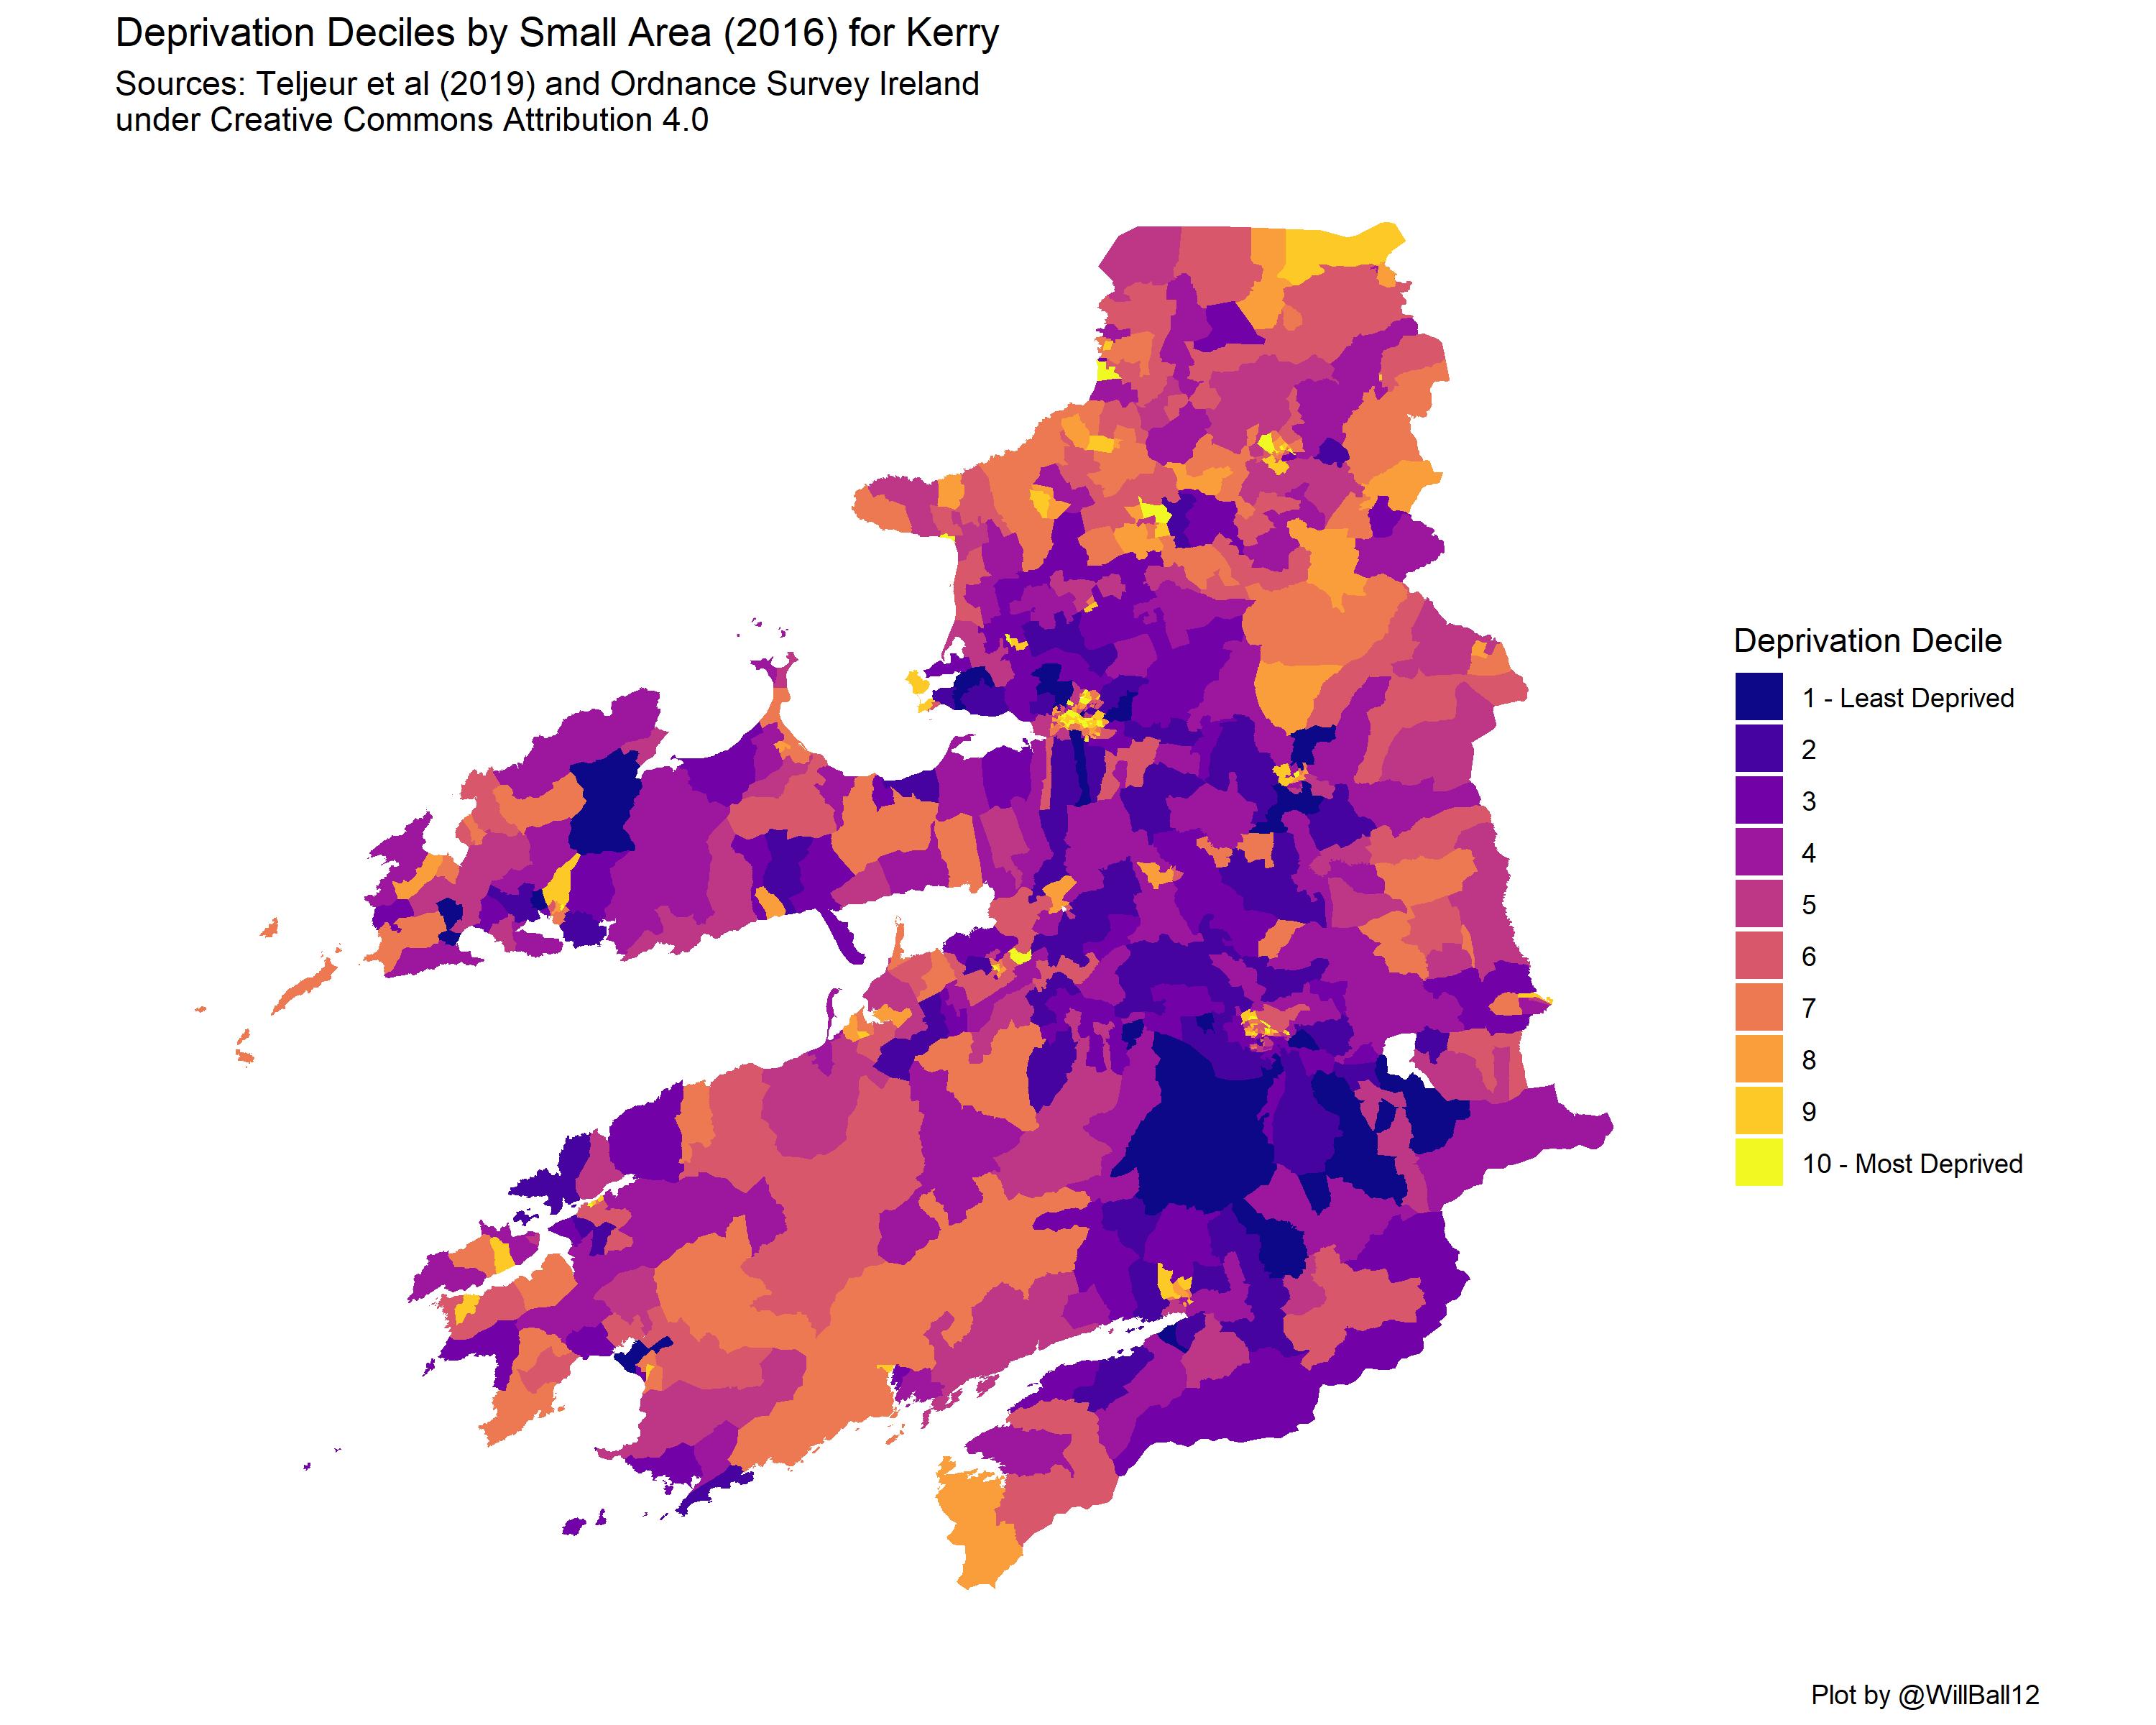 Deprivation Deciles by Small Area (2016) for Kerry
Sources: Teljeur et al (2019) and Ordnance Survey Ireland
under Creative Commons Attribution 4.0
Deprivation Decile
1 - Least Deprived
2
3
4
5
6
7
8
9
10 - Most Deprived
Plot by @WillBall12